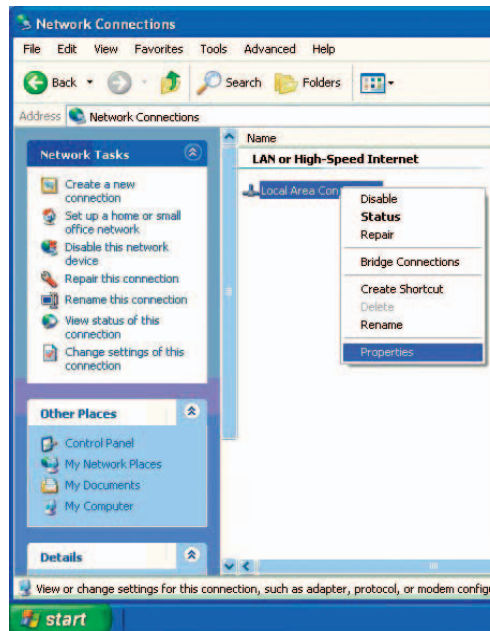 Network Connections
File Edit View Favorites Tools Advanced Help
Back Search Folders
Address Network Connections
Name
LAN or High-Speed Internet
Local Area Con
Network Tasks
Create a new
connection
Set up a home or small
office network
Disable this network
device
Repair this connection
Rename this connection
View status of this
connection
Change settings of this
connection
Other Places
Control Panel
My Network Places
My Documents
My Computer
Details
Disable
Status
Repair
Bridge Connections
Create Shortcut
Delete
Rename
Properties
View or change settings for this connection, such as adapter, protocol, or modem config
start